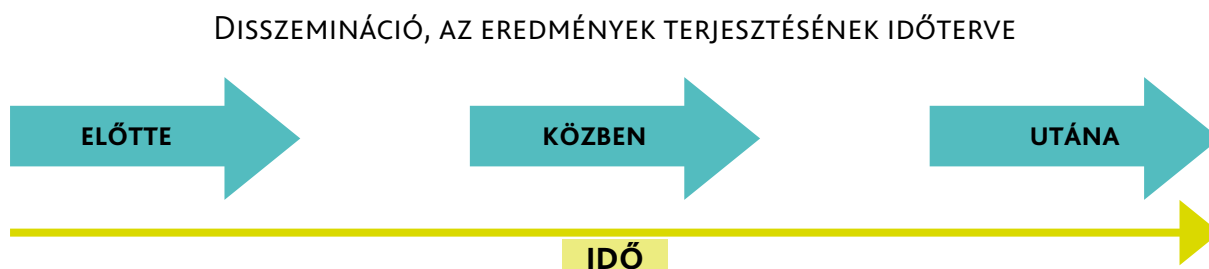 Disszemináció, az eredmények terjesztésének időterve
ELŐTTE
KÖZBEN
UTÁNA
IDŐ